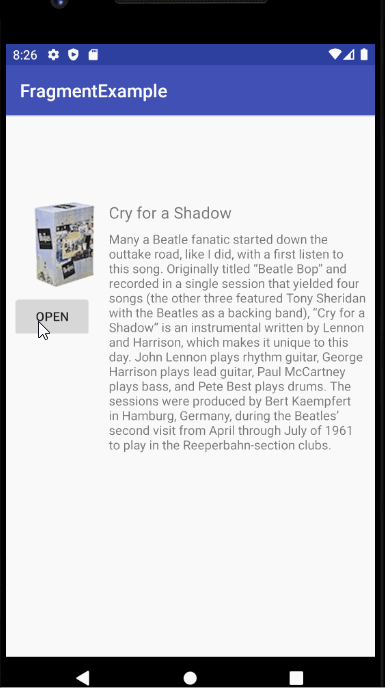 8:26
FragmentExample
Cry for a Shadow
Many a Beatle fanatic started down the
outtake road, like I did, with a first listen to
this song. Originally titled “Beatle Bop” and
recorded in a single session that yielded four
songs (the other three featured Tony Sheridan
with the Beatles as a backing band), “Cry for a
Shadow” is an instrumental written by Lennon
and Harrison, which makes it unique to this
day. John Lennon plays rhythm guitar, George
Harrison plays lead guitar, Paul McCartney
plays bass, and Pete Best plays drums. The
sessions were produced by Bert Kaempfert
in Hamburg, Germany, during the Beatles’
second visit from April through July of 1961
to play in the Reeperbahn-section clubs.
OPEN